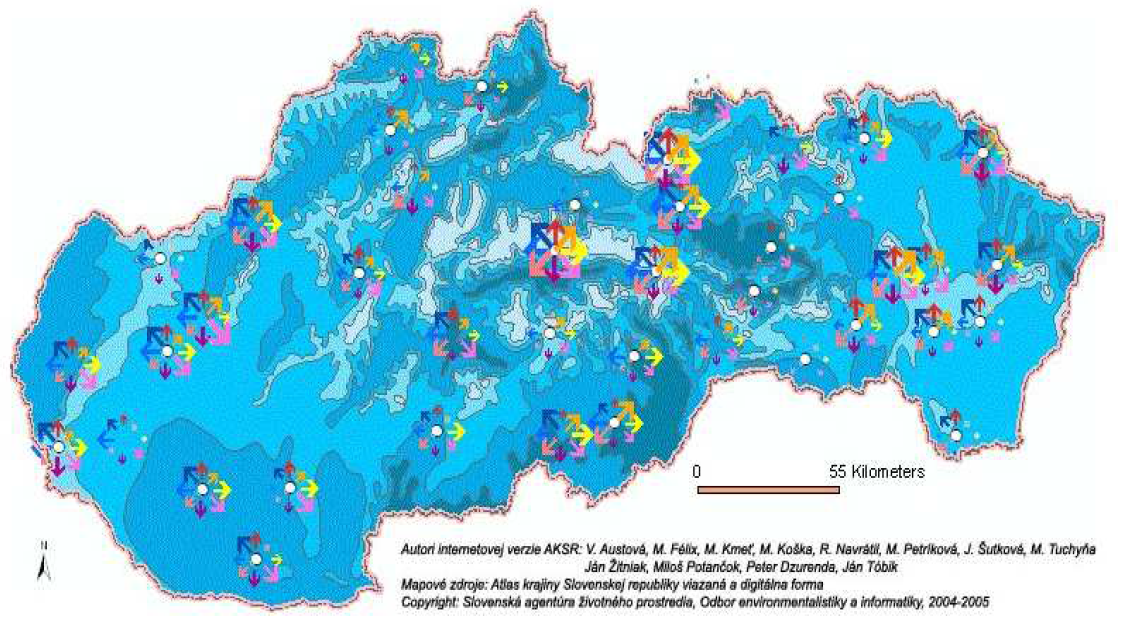 0 55 Kilometers
N
Autori internetovej verzie AKSR: V. Austová, M. Félix, M. Kmeť, M. Koška, R. Navrátil, M. Petríková, J. Šutková, M. Tuchyňa
Ján Žitniak, Miloš Potančok, Peter Dzurenda, Ján Tóbik
Mapové zdroje: Atlas krajiny Slovenskej republiky viazaná a digitálna forma
Copyright: Slovenská agentúra životného prostredia, Odbor environmentalistiky a informatiky, 2004-2005